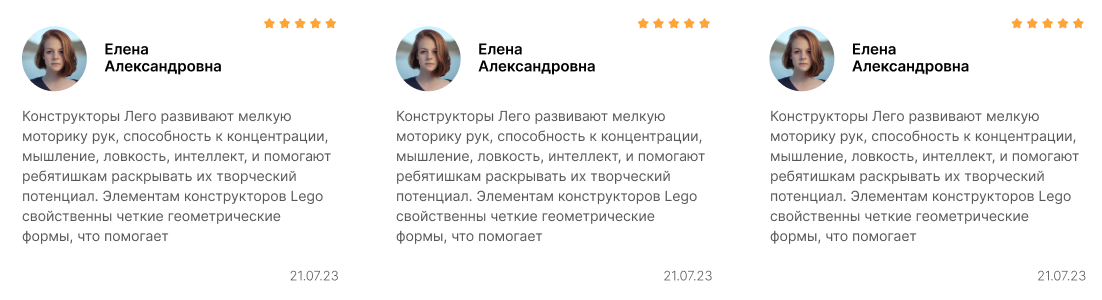 Елена
Александровна
Конструкторы Лего развивают мелкую
моторику рук, способность к концентрации,
мышление, ловкость, интеллект, и помогают
ребятишкам раскрывать их творческий
потенциал. Элементам конструкторов Lego
свойственны четкие геометрические
формы, что помогает
21.07.23
Елена
Александровна
Конструкторы Лего развивают мелкую
моторику рук, способность к концентрации,
мышление, ловкость, интеллект, и помогают
ребятишкам раскрывать их творческий
потенциал. Элементам конструкторов Lego
свойственны четкие геометрические
формы, что помогает
21.07.23
Елена
Александровна
Конструкторы Лего развивают мелкую
моторику рук, способность к концентрации,
мышление, ловкость, интеллект, и помогают
ребятишкам раскрывать их творческий
потенциал. Элементам конструкторов Lego
свойственны четкие геометрические
формы, что помогает
21.07.23